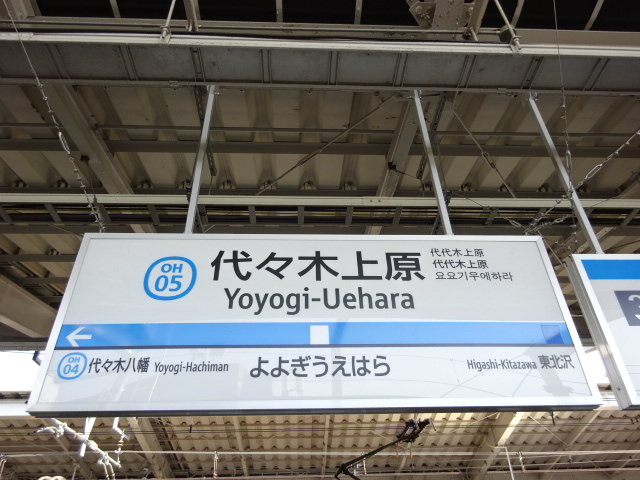 OH
05
代々木上原
代代木上原
代代木上原
요요기우에하라
Yoyogi-Uehara
OH
04
代々木八幡 Yoyogi-Hachiman
よよぎうえはら
Higashi-Kitazawa 東北沢